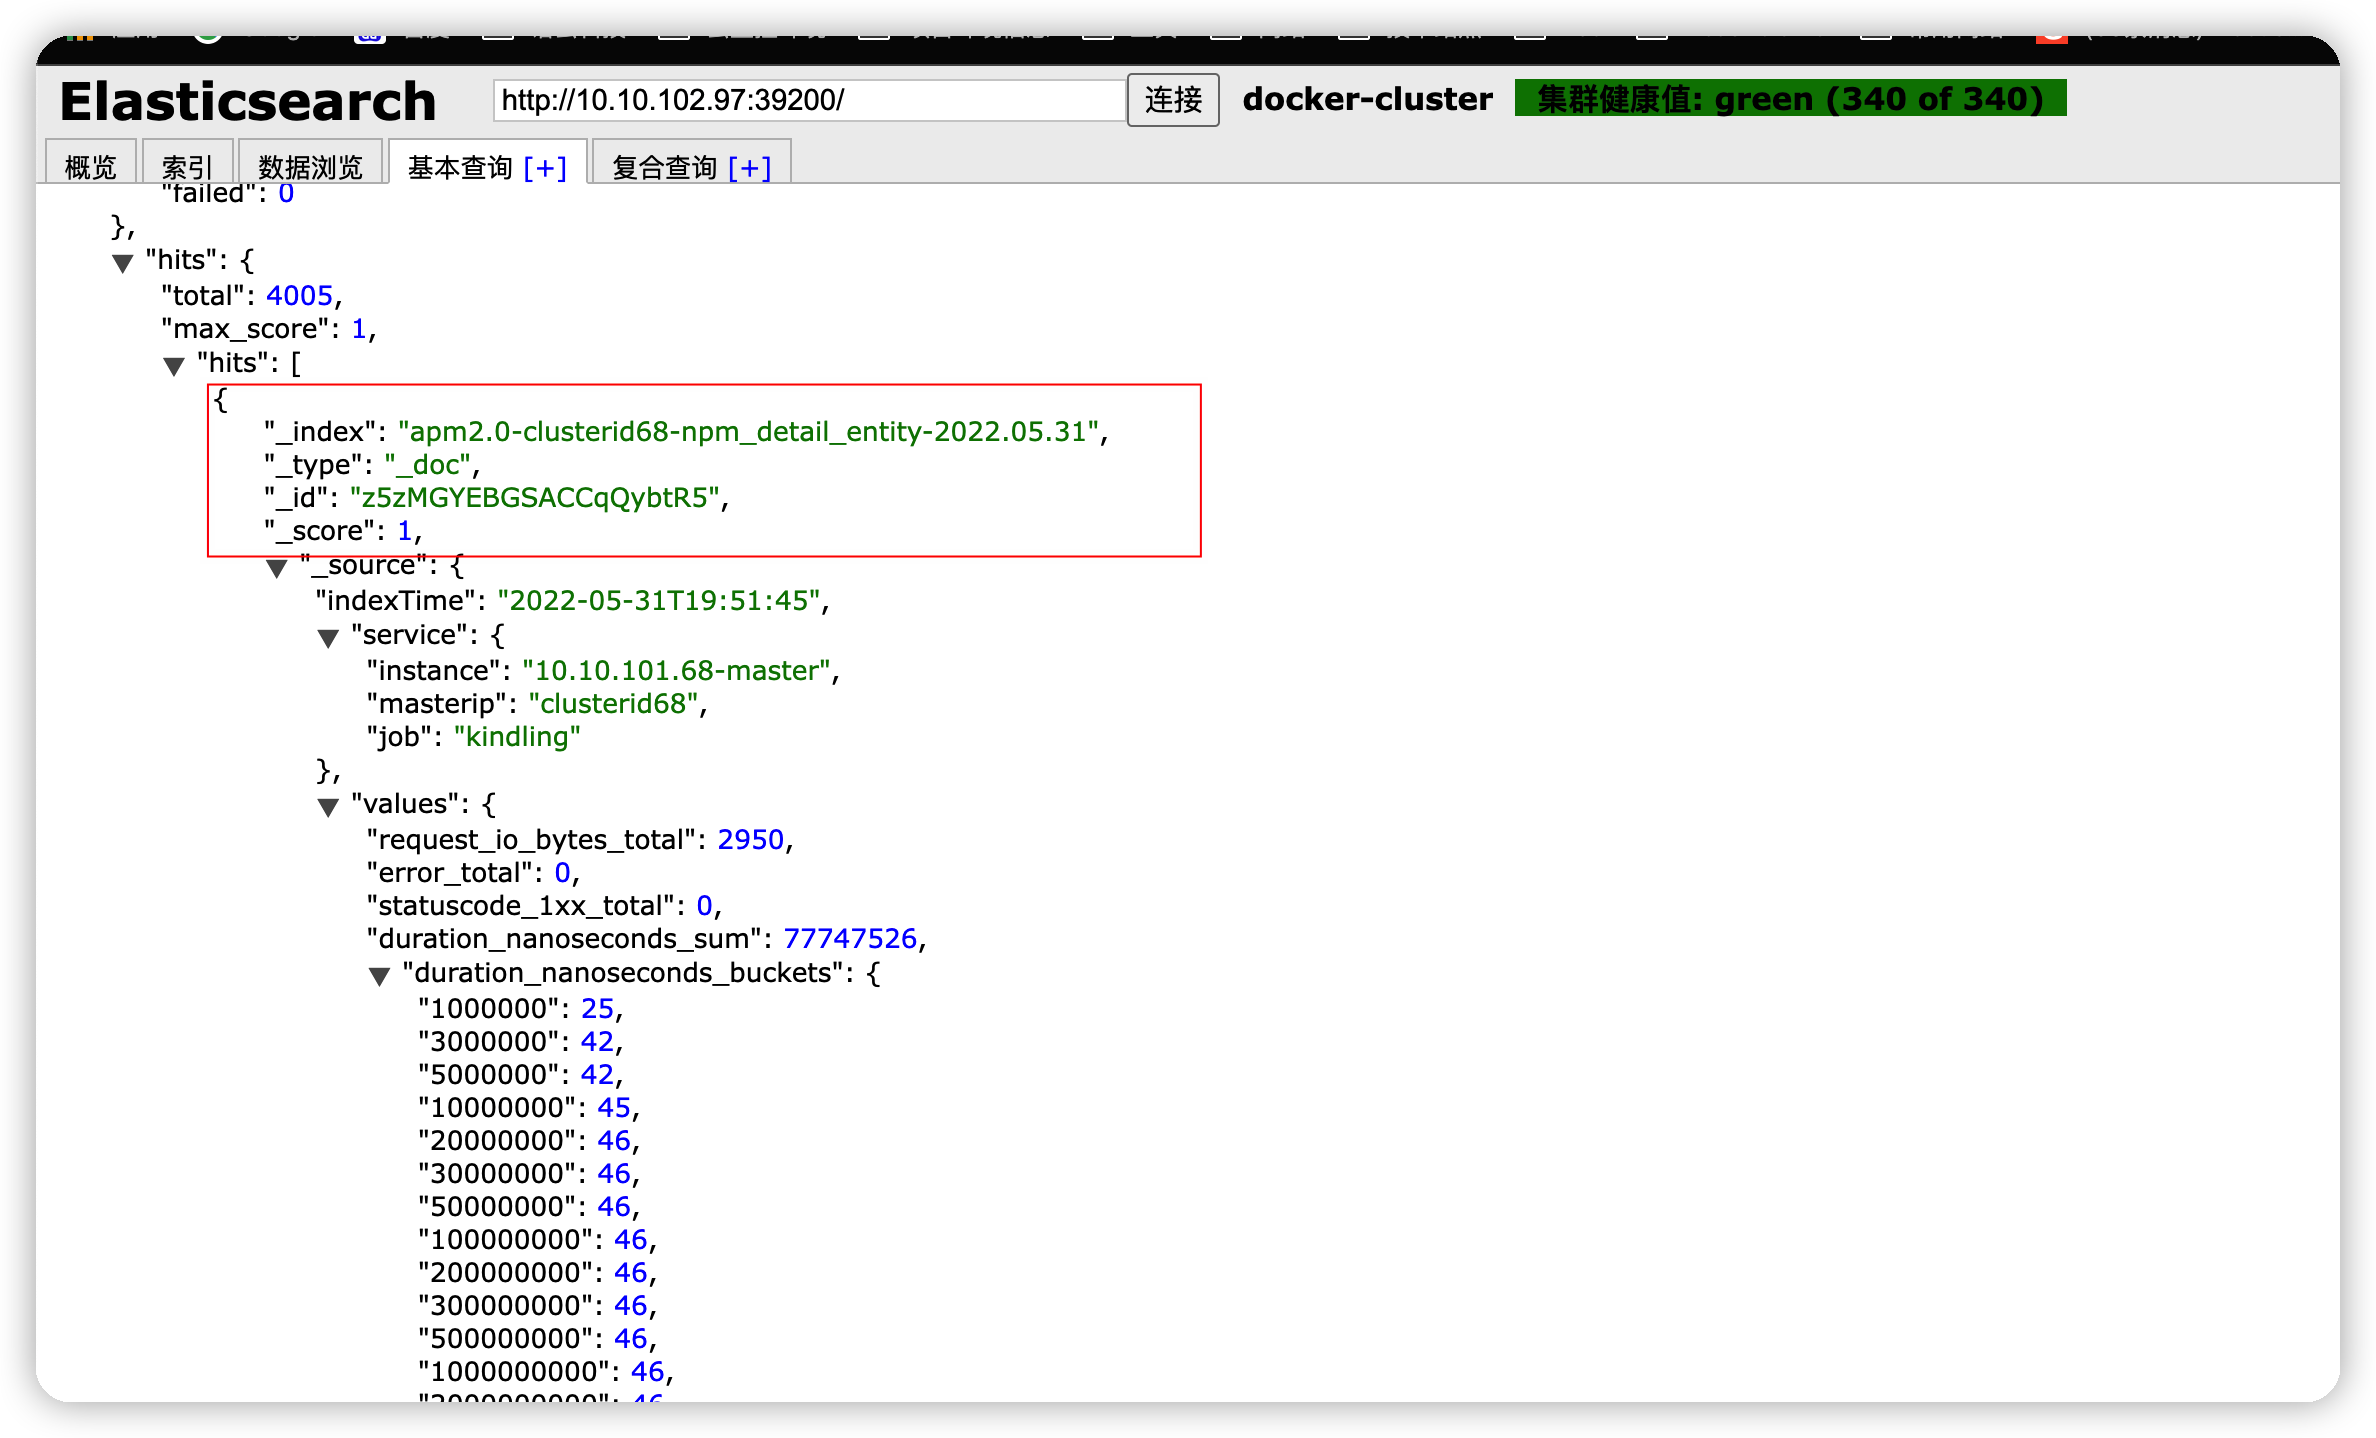 Elasticsearch http://10.10.102.97:39200/ 连接 docker-cluster 集群健康值: green (340 of 340)
概览 索引 数据浏览 基本查询 [+] 复合查询 [+]
"failed": 0
},
▼ "hits": {
"total": 4005,
"max_score": 1,
▼ "hits": [
{
"_index": "apm2.0-clusterid68-npm_detail_entity-2022.05.31",
"_type": "_doc",
"_id": "z5zMGYEBGSACCqQybtR5",
"_score": 1,
▼ "_source": {
"indexTime": "2022-05-31T19:51:45",
▼ "service": {
"instance": "10.10.101.68-master",
"masterip": "clusterid68",
"job": "kindling"
},
▼ "values": {
"request_io_bytes_total": 2950,
"error_total": 0,
"statuscode_1xx_total": 0,
"duration_nanoseconds_sum": 77747526,
▼ "duration_nanoseconds_buckets": {
"1000000": 25,
"3000000": 42,
"5000000": 42,
"10000000": 45,
"20000000": 46,
"30000000": 46,
"50000000": 46,
"100000000": 46,
"200000000": 46,
"300000000": 46,
"500000000": 46,
"1000000000": 46,